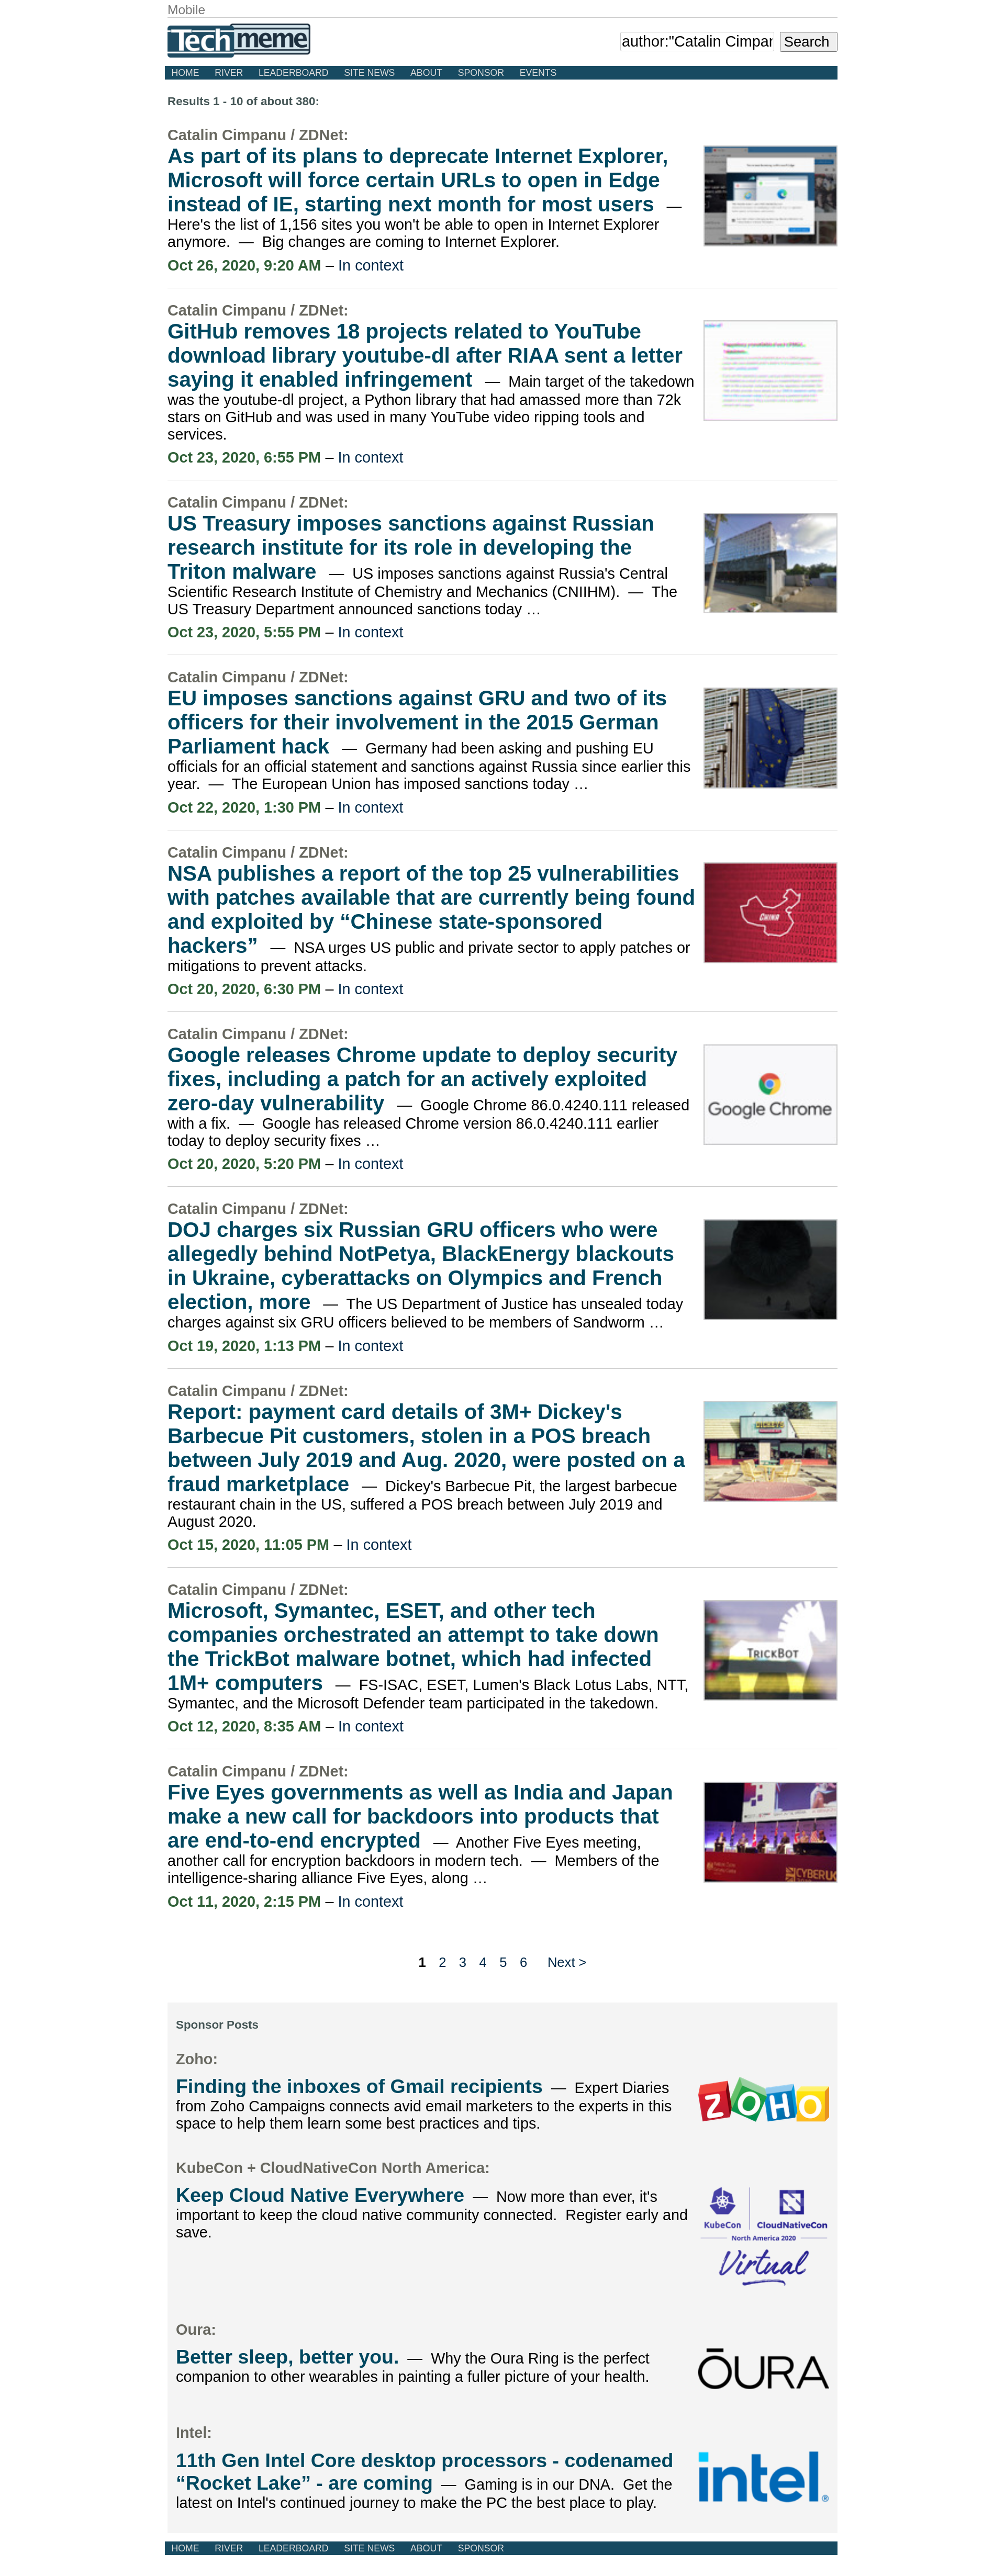 Mobile
Techmeme
author:"Catalin Cimpan
Search
HOME RIVER LEADERBOARD SITE NEWS ABOUT SPONSOR EVENTS
Results 1 - 10 of about 380:
Catalin Cimpanu / ZDNet:
As part of its plans to deprecate Internet Explorer,
Microsoft will force certain URLs to open in Edge
instead of IE, starting next month for most users —
Here's the list of 1,156 sites you won't be able to open in Internet Explorer
anymore. — Big changes are coming to Internet Explorer.
Oct 26, 2020, 9:20 AM – In context
Catalin Cimpanu / ZDNet:
GitHub removes 18 projects related to YouTube
download library youtube-dl after RIAA sent a letter
saying it enabled infringement — Main target of the takedown
was the youtube-dl project, a Python library that had amassed more than 72k
stars on GitHub and was used in many YouTube video ripping tools and
services.
Oct 23, 2020, 6:55 PM – In context
Catalin Cimpanu / ZDNet:
US Treasury imposes sanctions against Russian
research institute for its role in developing the
Triton malware — US imposes sanctions against Russia's Central
Scientific Research Institute of Chemistry and Mechanics (CNIIHM). — The
US Treasury Department announced sanctions today …
Oct 23, 2020, 5:55 PM – In context
Catalin Cimpanu / ZDNet:
EU imposes sanctions against GRU and two of its
officers for their involvement in the 2015 German
Parliament hack — Germany had been asking and pushing EU
officials for an official statement and sanctions against Russia since earlier this
year. — The European Union has imposed sanctions today …
Oct 22, 2020, 1:30 PM – In context
Catalin Cimpanu / ZDNet:
NSA publishes a report of the top 25 vulnerabilities
with patches available that are currently being found
and exploited by “Chinese state-sponsored
hackers” — NSA urges US public and private sector to apply patches or
mitigations to prevent attacks.
CHINA
Oct 20, 2020, 6:30 PM – In context
Catalin Cimpanu / ZDNet:
Google releases Chrome update to deploy security
fixes, including a patch for an actively exploited
zero-day vulnerability — Google Chrome 86.0.4240.111 released
with a fix. — Google has released Chrome version 86.0.4240.111 earlier
today to deploy security fixes …
Google Chrome
Oct 20, 2020, 5:20 PM – In context
Catalin Cimpanu / ZDNet:
DOJ charges six Russian GRU officers who were
allegedly behind NotPetya, BlackEnergy blackouts
in Ukraine, cyberattacks on Olympics and French
election, more — The US Department of Justice has unsealed today
charges against six GRU officers believed to be members of Sandworm …
Oct 19, 2020, 1:13 PM – In context
Catalin Cimpanu / ZDNet:
Report: payment card details of 3M+ Dickey's
Barbecue Pit customers, stolen in a POS breach
between July 2019 and Aug. 2020, were posted on a
fraud marketplace — Dickey's Barbecue Pit, the largest barbecue
restaurant chain in the US, suffered a POS breach between July 2019 and
August 2020.
Oct 15, 2020, 11:05 PM – In context
Catalin Cimpanu / ZDNet:
Microsoft, Symantec, ESET, and other tech
companies orchestrated an attempt to take down
the TrickBot malware botnet, which had infected
1M+ computers — FS-ISAC, ESET, Lumen's Black Lotus Labs, NTT,
Symantec, and the Microsoft Defender team participated in the takedown.
TRICKBOT
Oct 12, 2020, 8:35 AM – In context
Catalin Cimpanu / ZDNet:
Five Eyes governments as well as India and Japan
make a new call for backdoors into products that
are end-to-end encrypted — Another Five Eyes meeting,
another call for encryption backdoors in modern tech. — Members of the
intelligence-sharing alliance Five Eyes, along …
CYBERUK
Oct 11, 2020, 2:15 PM – In context
1 2 3 4 5 6 Next >
Sponsor Posts
Zoho:
Finding the inboxes of Gmail recipients — Expert Diaries
from Zoho Campaigns connects avid email marketers to the experts in this
space to help them learn some best practices and tips.
ZOHO
KubeCon + CloudNativeCon North America:
Keep Cloud Native Everywhere — Now more than ever, it's
important to keep the cloud native community connected. Register early and
save.
KubeCon CloudNativeCon
North America 2020
Virtual
Oura:
Better sleep, better you. — Why the Oura Ring is the perfect
companion to other wearables in painting a fuller picture of your health.
ŌURA
Intel:
11th Gen Intel Core desktop processors - codenamed
“Rocket Lake” - are coming — Gaming is in our DNA. Get the
latest on Intel's continued journey to make the PC the best place to play.
intel®
HOME RIVER LEADERBOARD SITE NEWS ABOUT SPONSOR